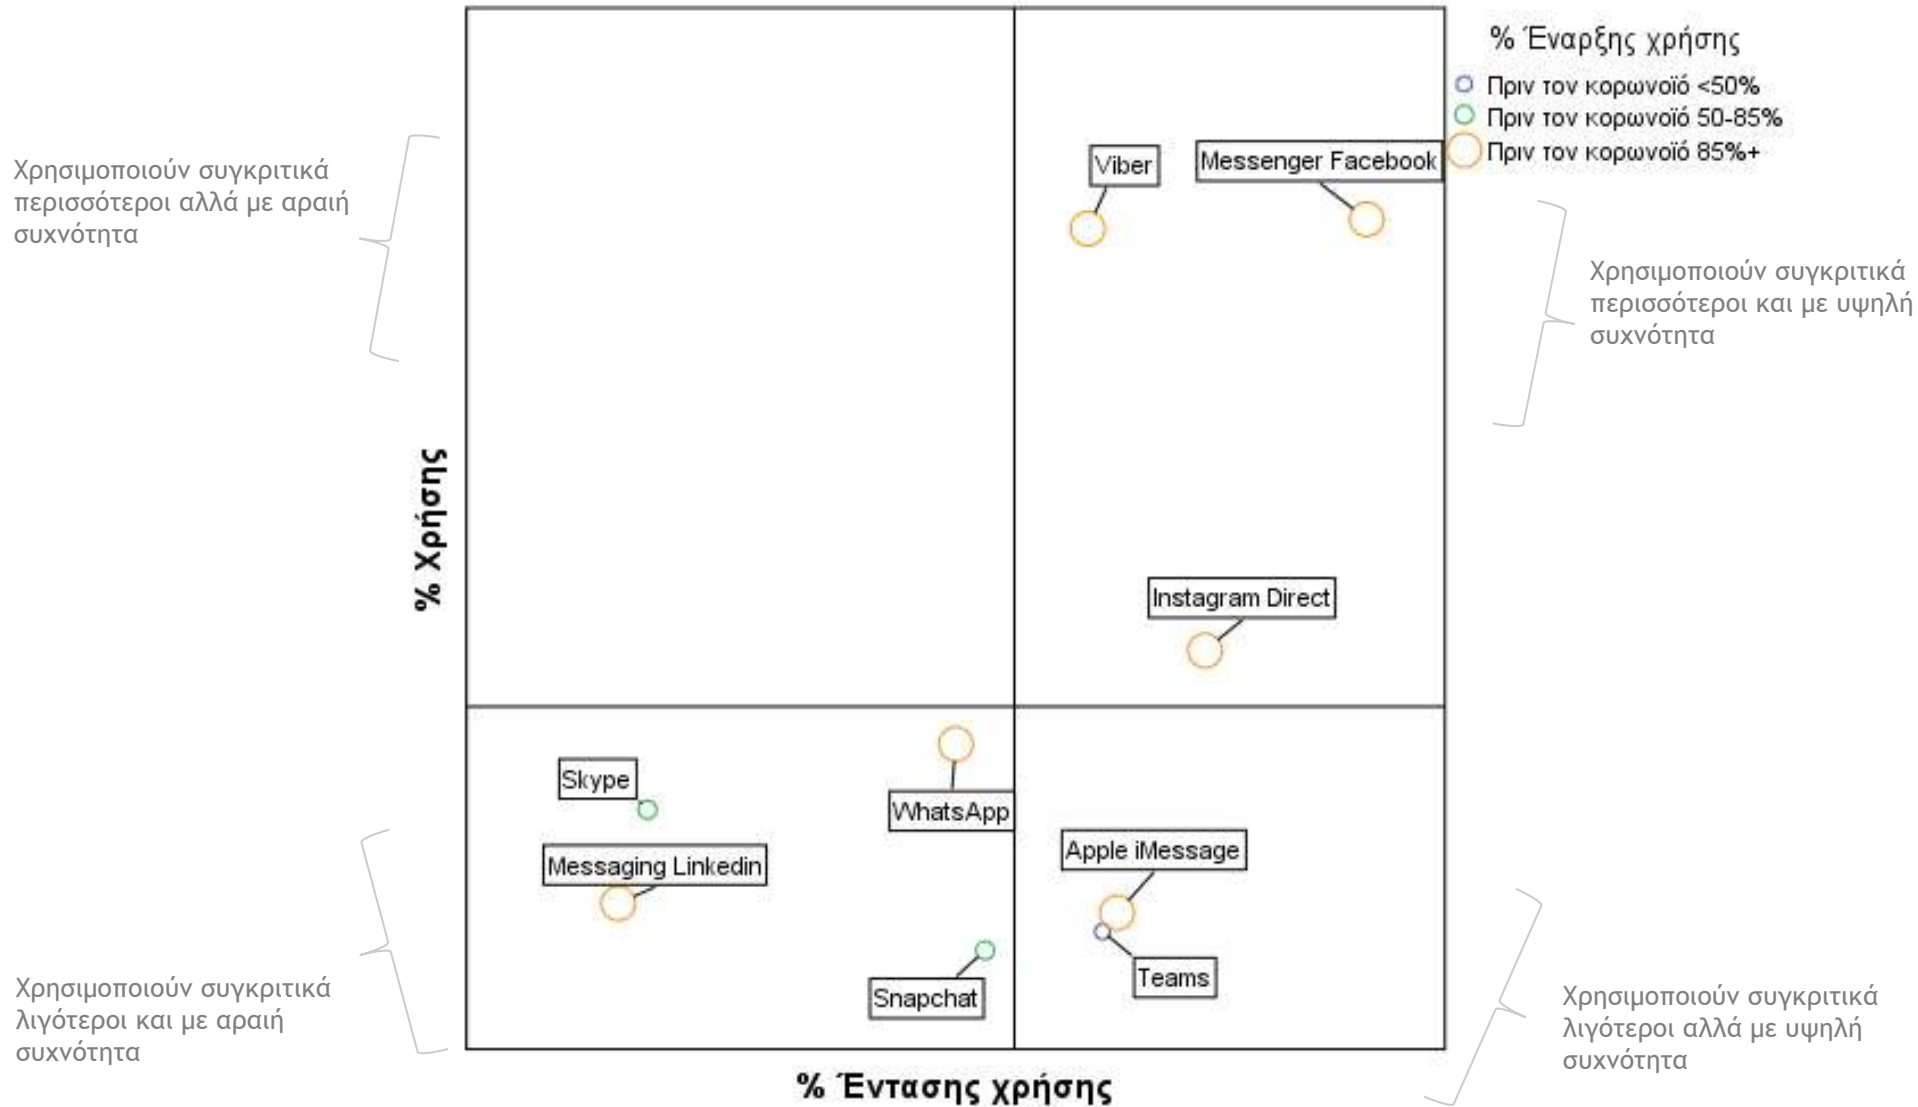 % Έναρξης χρήσης
Πριν τον κορωνοϊό <50%
Πριν τον κορωνοϊό 50-85%
Πριν τον κορωνοϊό 85%+
Χρησιμοποιούν συγκριτικά
περισσότεροι αλλά με αραιή
συχνότητα
Viber
Messenger Facebook
Χρησιμοποιούν συγκριτικά
περισσότεροι και με υψηλή
συχνότητα
% Χρήσης
Instagram Direct
Skype
WhatsApp
Messaging Linkedin
Apple iMessage
Snapchat
Teams
Χρησιμοποιούν συγκριτικά
λιγότεροι και με αραιή
συχνότητα
Χρησιμοποιούν συγκριτικά
λιγότεροι αλλά με υψηλή
συχνότητα
% Έντασης χρήσης